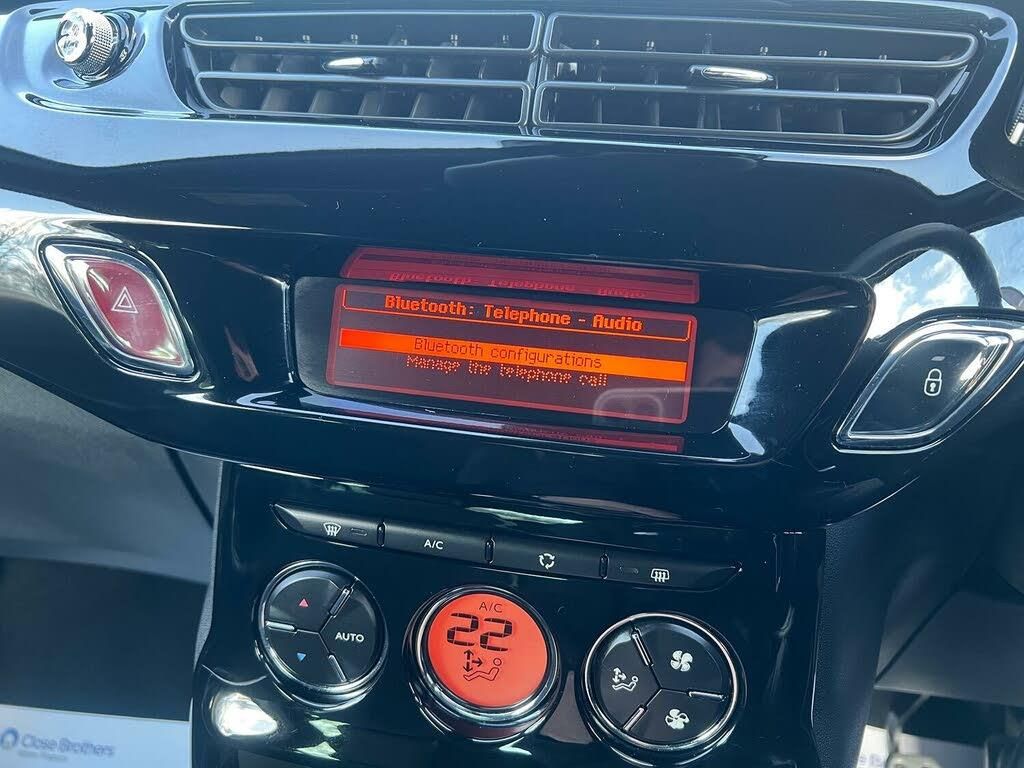 Bluetooth: Telephone - Audio
Bluetooth configurations
Manage the telephone call
A/C
A/C
22
AUTO
Close Brothers